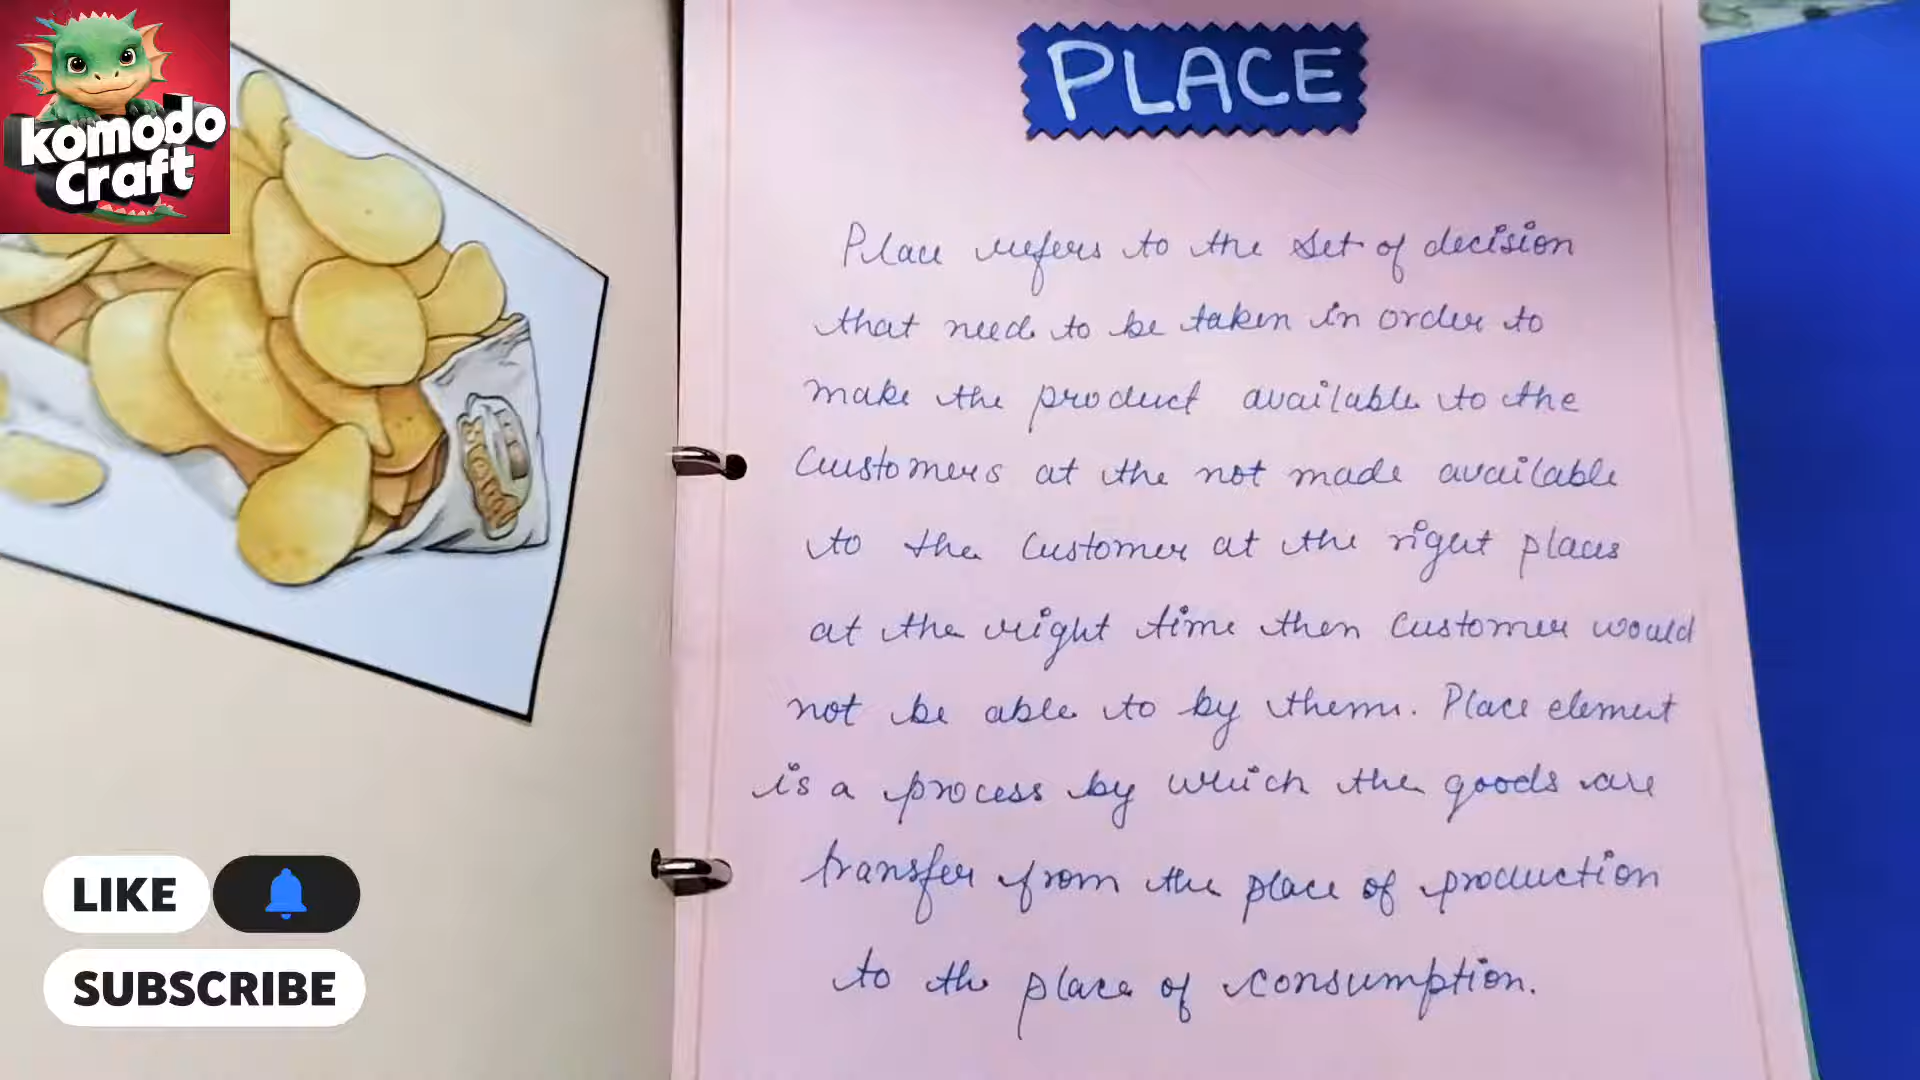 komodo
Craft
PLACE
Place refers to the set of decision
that need to be taken in order to
make the product available to the
Customers at the not made available
to the Customer at the right places
at the right time then Customer would
not be able to by them. Place element
is a process by which the goods are
transfer from the place of production
to the place of consumption.
LIKE
SUBSCRIBE